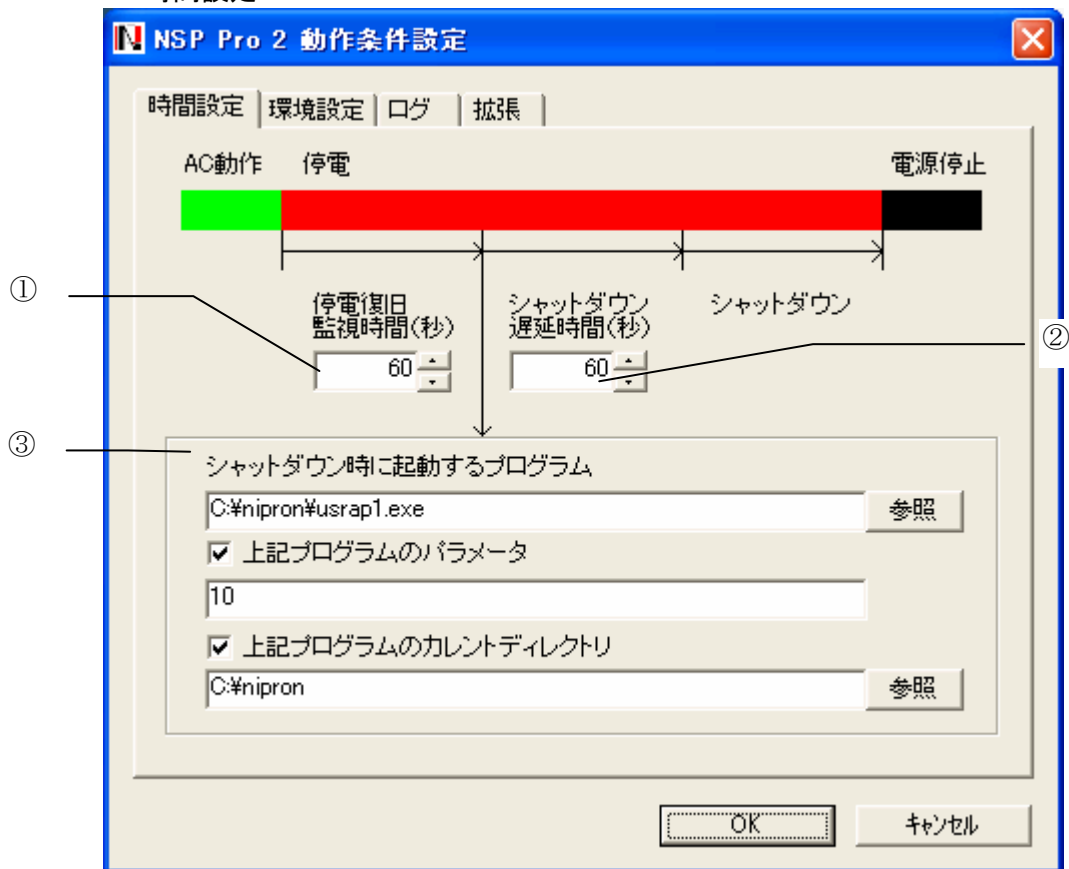 NSP Pro 2 動作条件設定
時間設定 環境設定 ログ 拡張
AC動作 停電 電源停止
①
停電復旧
監視時間(秒)
シャットダウン
遅延時間(秒)
シャットダウン
②
60
60
③
シャットダウン時に起動するプログラム
C:¥nipron¥usrap1.exe 参照
上記プログラムのパラメータ
10
上記プログラムのカレントディレクトリ
C:¥nipron 参照
OK キャンセル